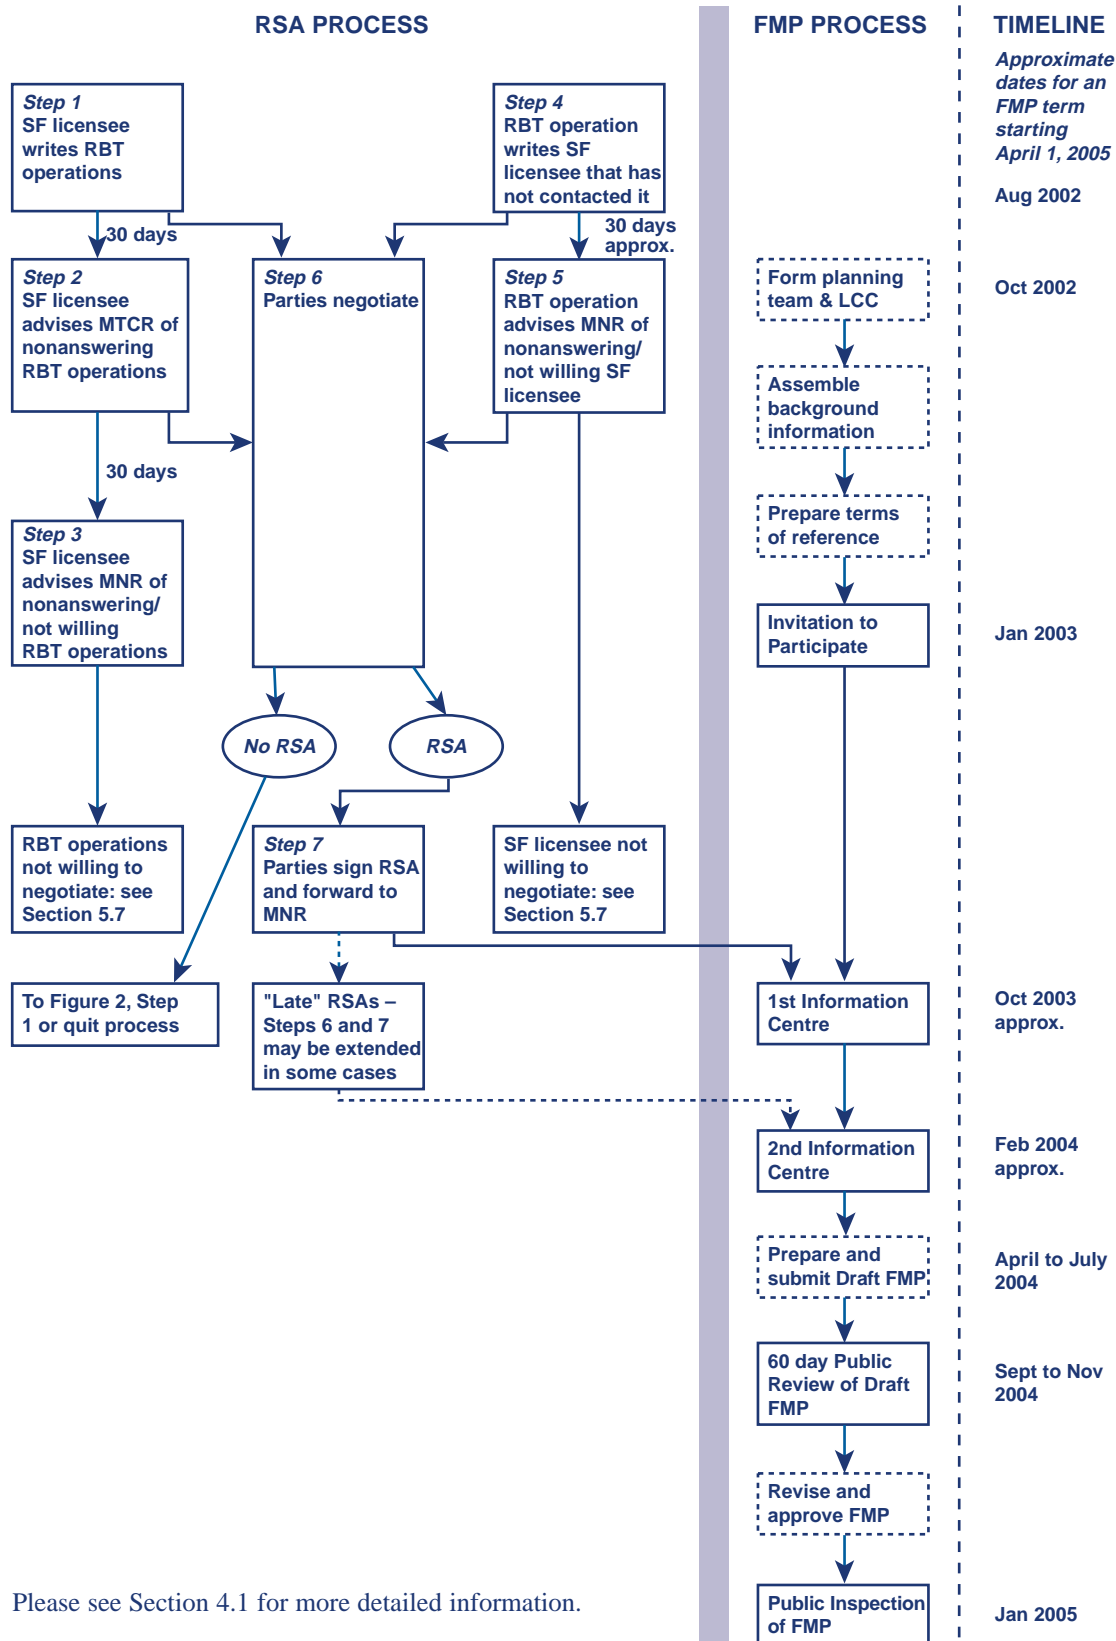 RSA PROCESS
FMP PROCESS
TIMELINE
Approximate
dates for an
FMP term
starting
April 1, 2005
Step 1
SF licensee
writes RBT
operations
Step 4
RBT operation
writes SF
licensee that has
not contacted it
Aug 2002
30 days
30 days
approx.
Step 2
SF licensee
advises MTCR of
nonanswering
RBT operations
Step 6
Parties negotiate
Step 5
RBT operation
advises MNR of
nonanswering/
not willing SF
licensee
Form planning
team & LCC
Oct 2002
Assemble
background
information
30 days
Prepare terms
of reference
Step 3
SF licensee
advises MNR of
nonanswering/
not willing
RBT operations
Invitation to
Participate
Jan 2003
No RSA
RSA
RBT operations
not willing to
negotiate: see
Section 5.7
Step 7
Parties sign RSA
and forward to
MNR
SF licensee not
willing to
negotiate: see
Section 5.7
To Figure 2, Step
1 or quit process
"Late" RSAs –
Steps 6 and 7
may be extended
in some cases
1st Information
Centre
Oct 2003
approx.
2nd Information
Centre
Feb 2004
approx.
Prepare and
submit Draft FMP
April to July
2004
60 day Public
Review of Draft
FMP
Sept to Nov
2004
Revise and
approve FMP
Please see Section 4.1 for more detailed information.
Public Inspection
of FMP
Jan 2005